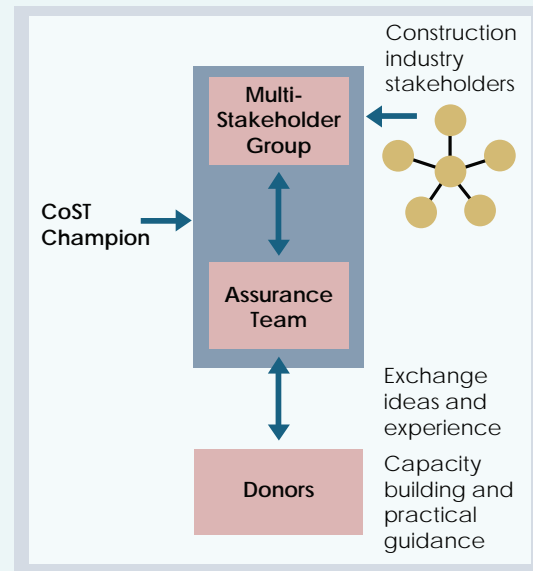 Construction
industry
stakeholders
Multi-
Stakeholder
Group
CoST
Champion
Assurance
Team
Exchange
ideas and
experience
Donors
Capacity
building and
practical
guidance